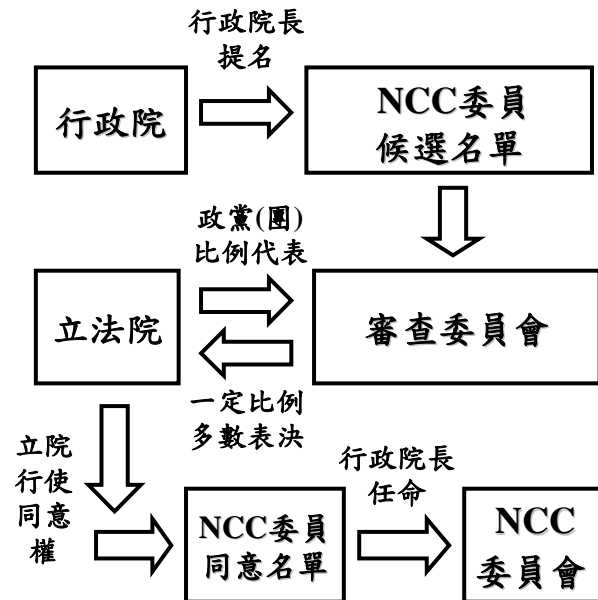 行政院長
提名
行政院
NCC委員
候選名單
政黨(團)
比例代表
立法院
審查委員會
一定比例
多數表決
立院
行使
同意
權
行政院長
任命
NCC委員
同意名單
NCC
委員會